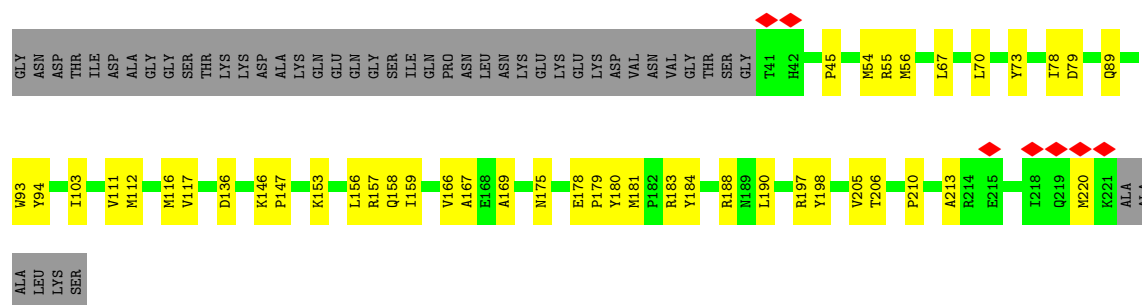 GLY ASN ASP THR ILE ASP ALA GLY GLY SER THR LYS LYS ASP ALA LYS GLN GLU GLN GLY SER ILE GLN PRO ASN LEU ASN LYS GLU LYS GLU LYS ASP VAL ASN VAL GLY THR SER GLY T41 H42 P45 M54 R55 M56 L67 L70 Y73 I78 D79 Q89
W93 Y94 I103 V111 M112 M116 V117 D136 K146 P147 K153 L156 R157 Q158 I159 V166 A167 E168 A169 N175 E178 P179 Y180 M181 P182 R183 Y184 R188 N189 L190 R197 Y198 V205 T206 P210 A213 R214 E215 I218 Q219 M220 K221 ALA ALA
ALA LEU LYS SER